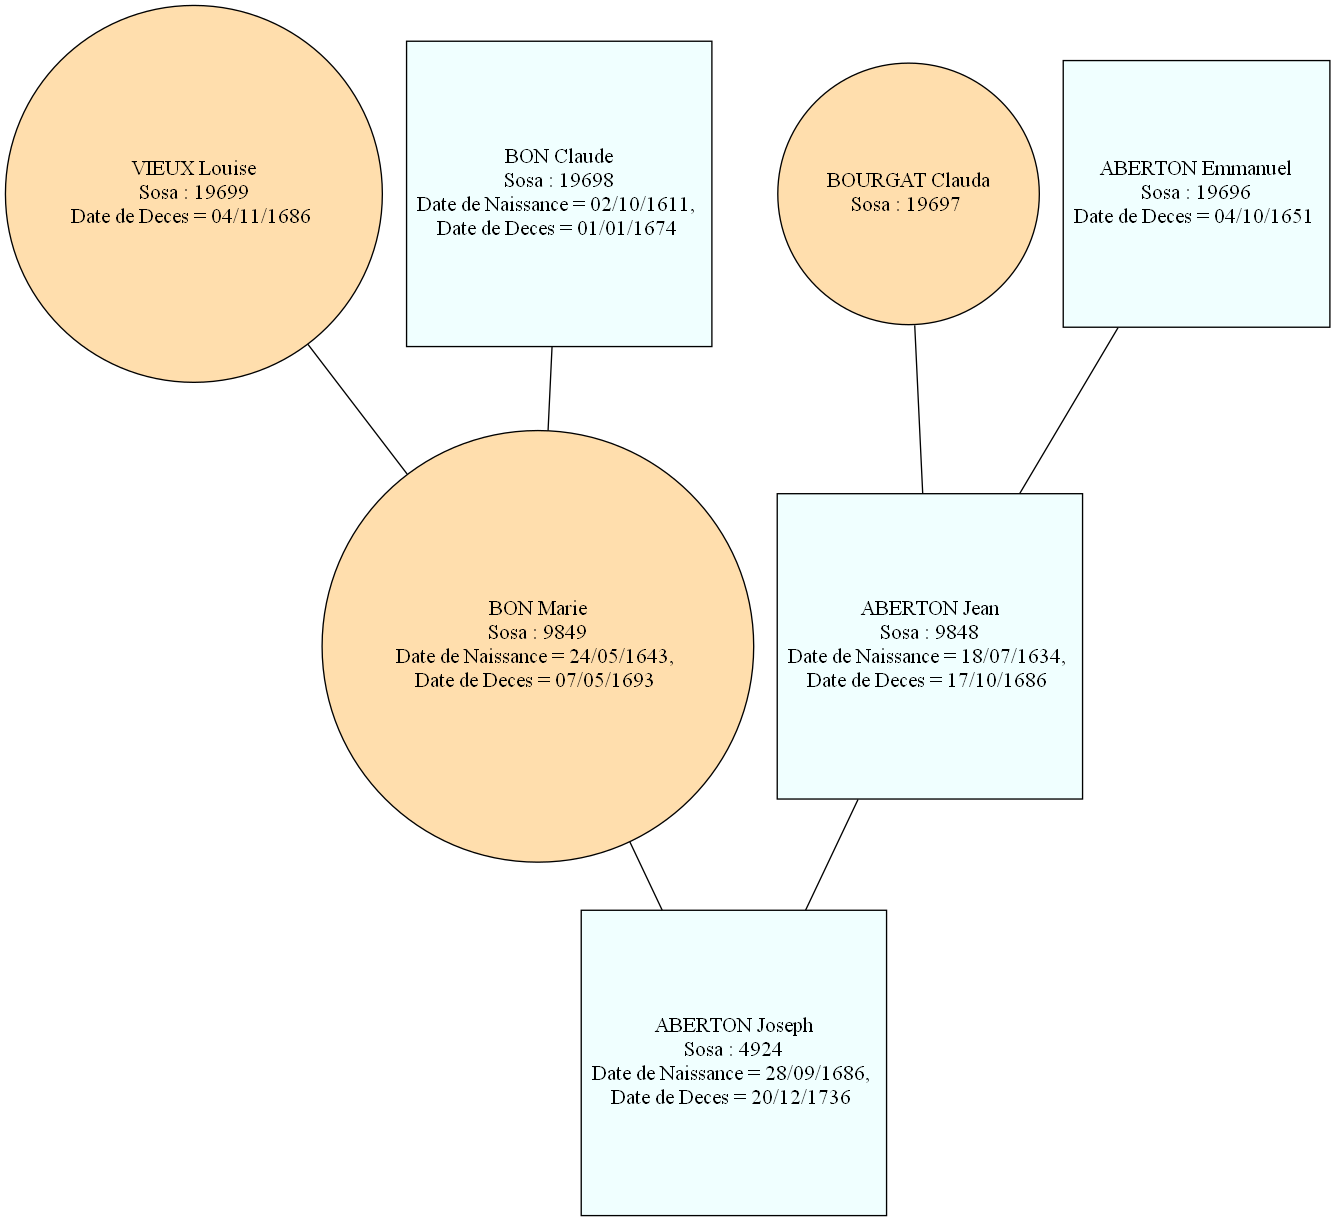 VIEUX Louise
Sosa : 19699
Date de Deces = 04/11/1686
BON Claude
Sosa : 19698
Date de Naissance = 02/10/1611,
Date de Deces = 01/01/1674
BOURGAT Clauda
Sosa : 19697
ABERTON Emmanuel
Sosa : 19696
Date de Deces = 04/10/1651
BON Marie
Sosa : 9849
Date de Naissance = 24/05/1643,
Date de Deces = 07/05/1693
ABERTON Jean
Sosa : 9848
Date de Naissance = 18/07/1634,
Date de Deces = 17/10/1686
ABERTON Joseph
Sosa : 4924
Date de Naissance = 28/09/1686,
Date de Deces = 20/12/1736